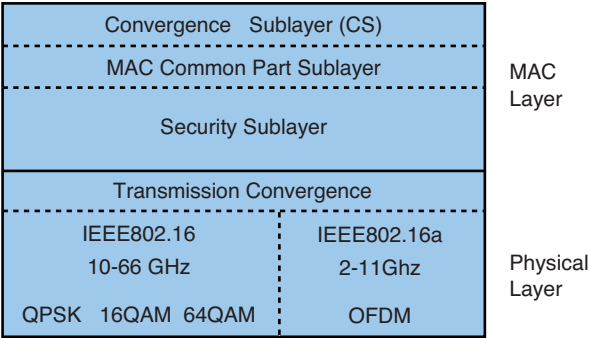 Convergence Sublayer (CS)
MAC Common Part Sublayer
Security Sublayer
MAC
Layer
Transmission Convergence
IEEE802.16
10-66 GHz
QPSK 16QAM 64QAM
IEEE802.16a
2-11Ghz
OFDM
Physical
Layer